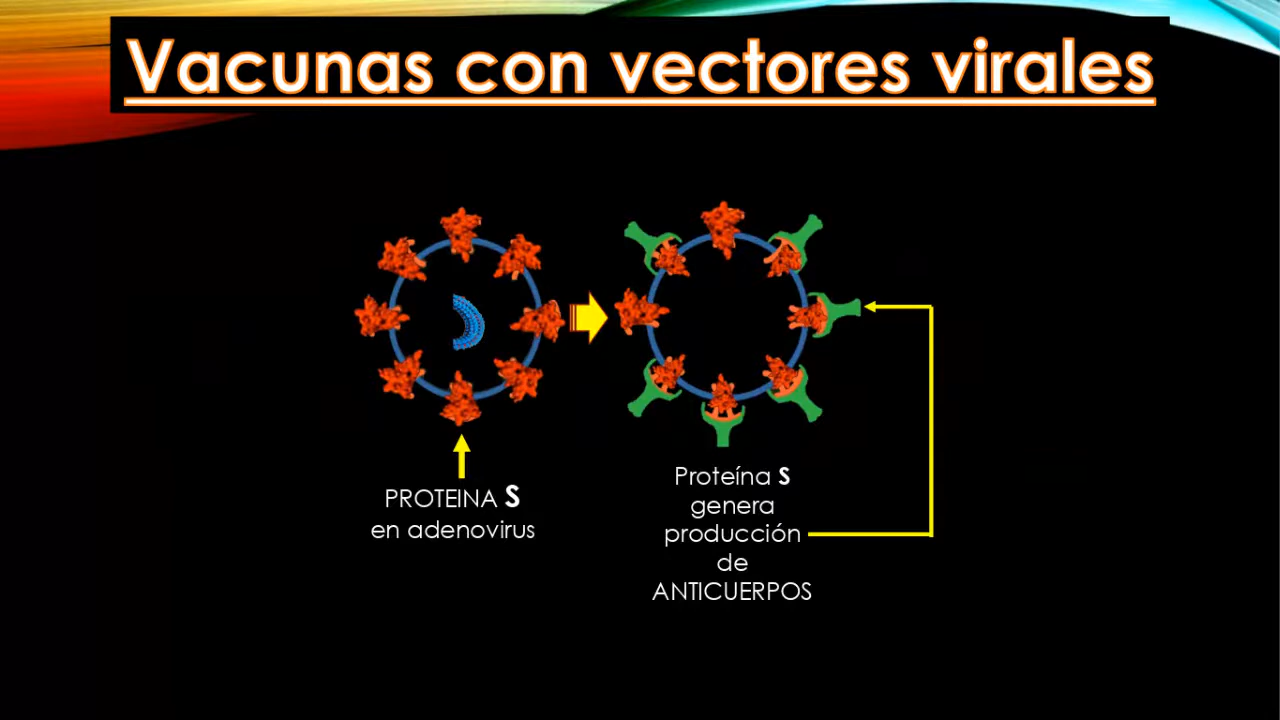 Vacunas con vectores virales
PROTEINA S
en adenovirus
Proteína S
genera
producción
de
ANTICUERPOS